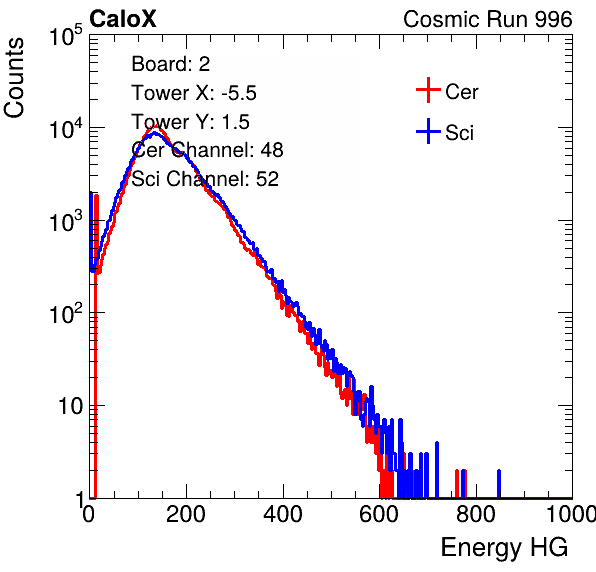 CaloX Cosmic Run 996
Counts
10^5
10^4
10^3
10^2
10
1
Board: 2
Tower X: -5.5
Tower Y: 1.5
Cer Channel: 48
Sci Channel: 52
Cer
Sci
0 200 400 600 800 1000
Energy HG